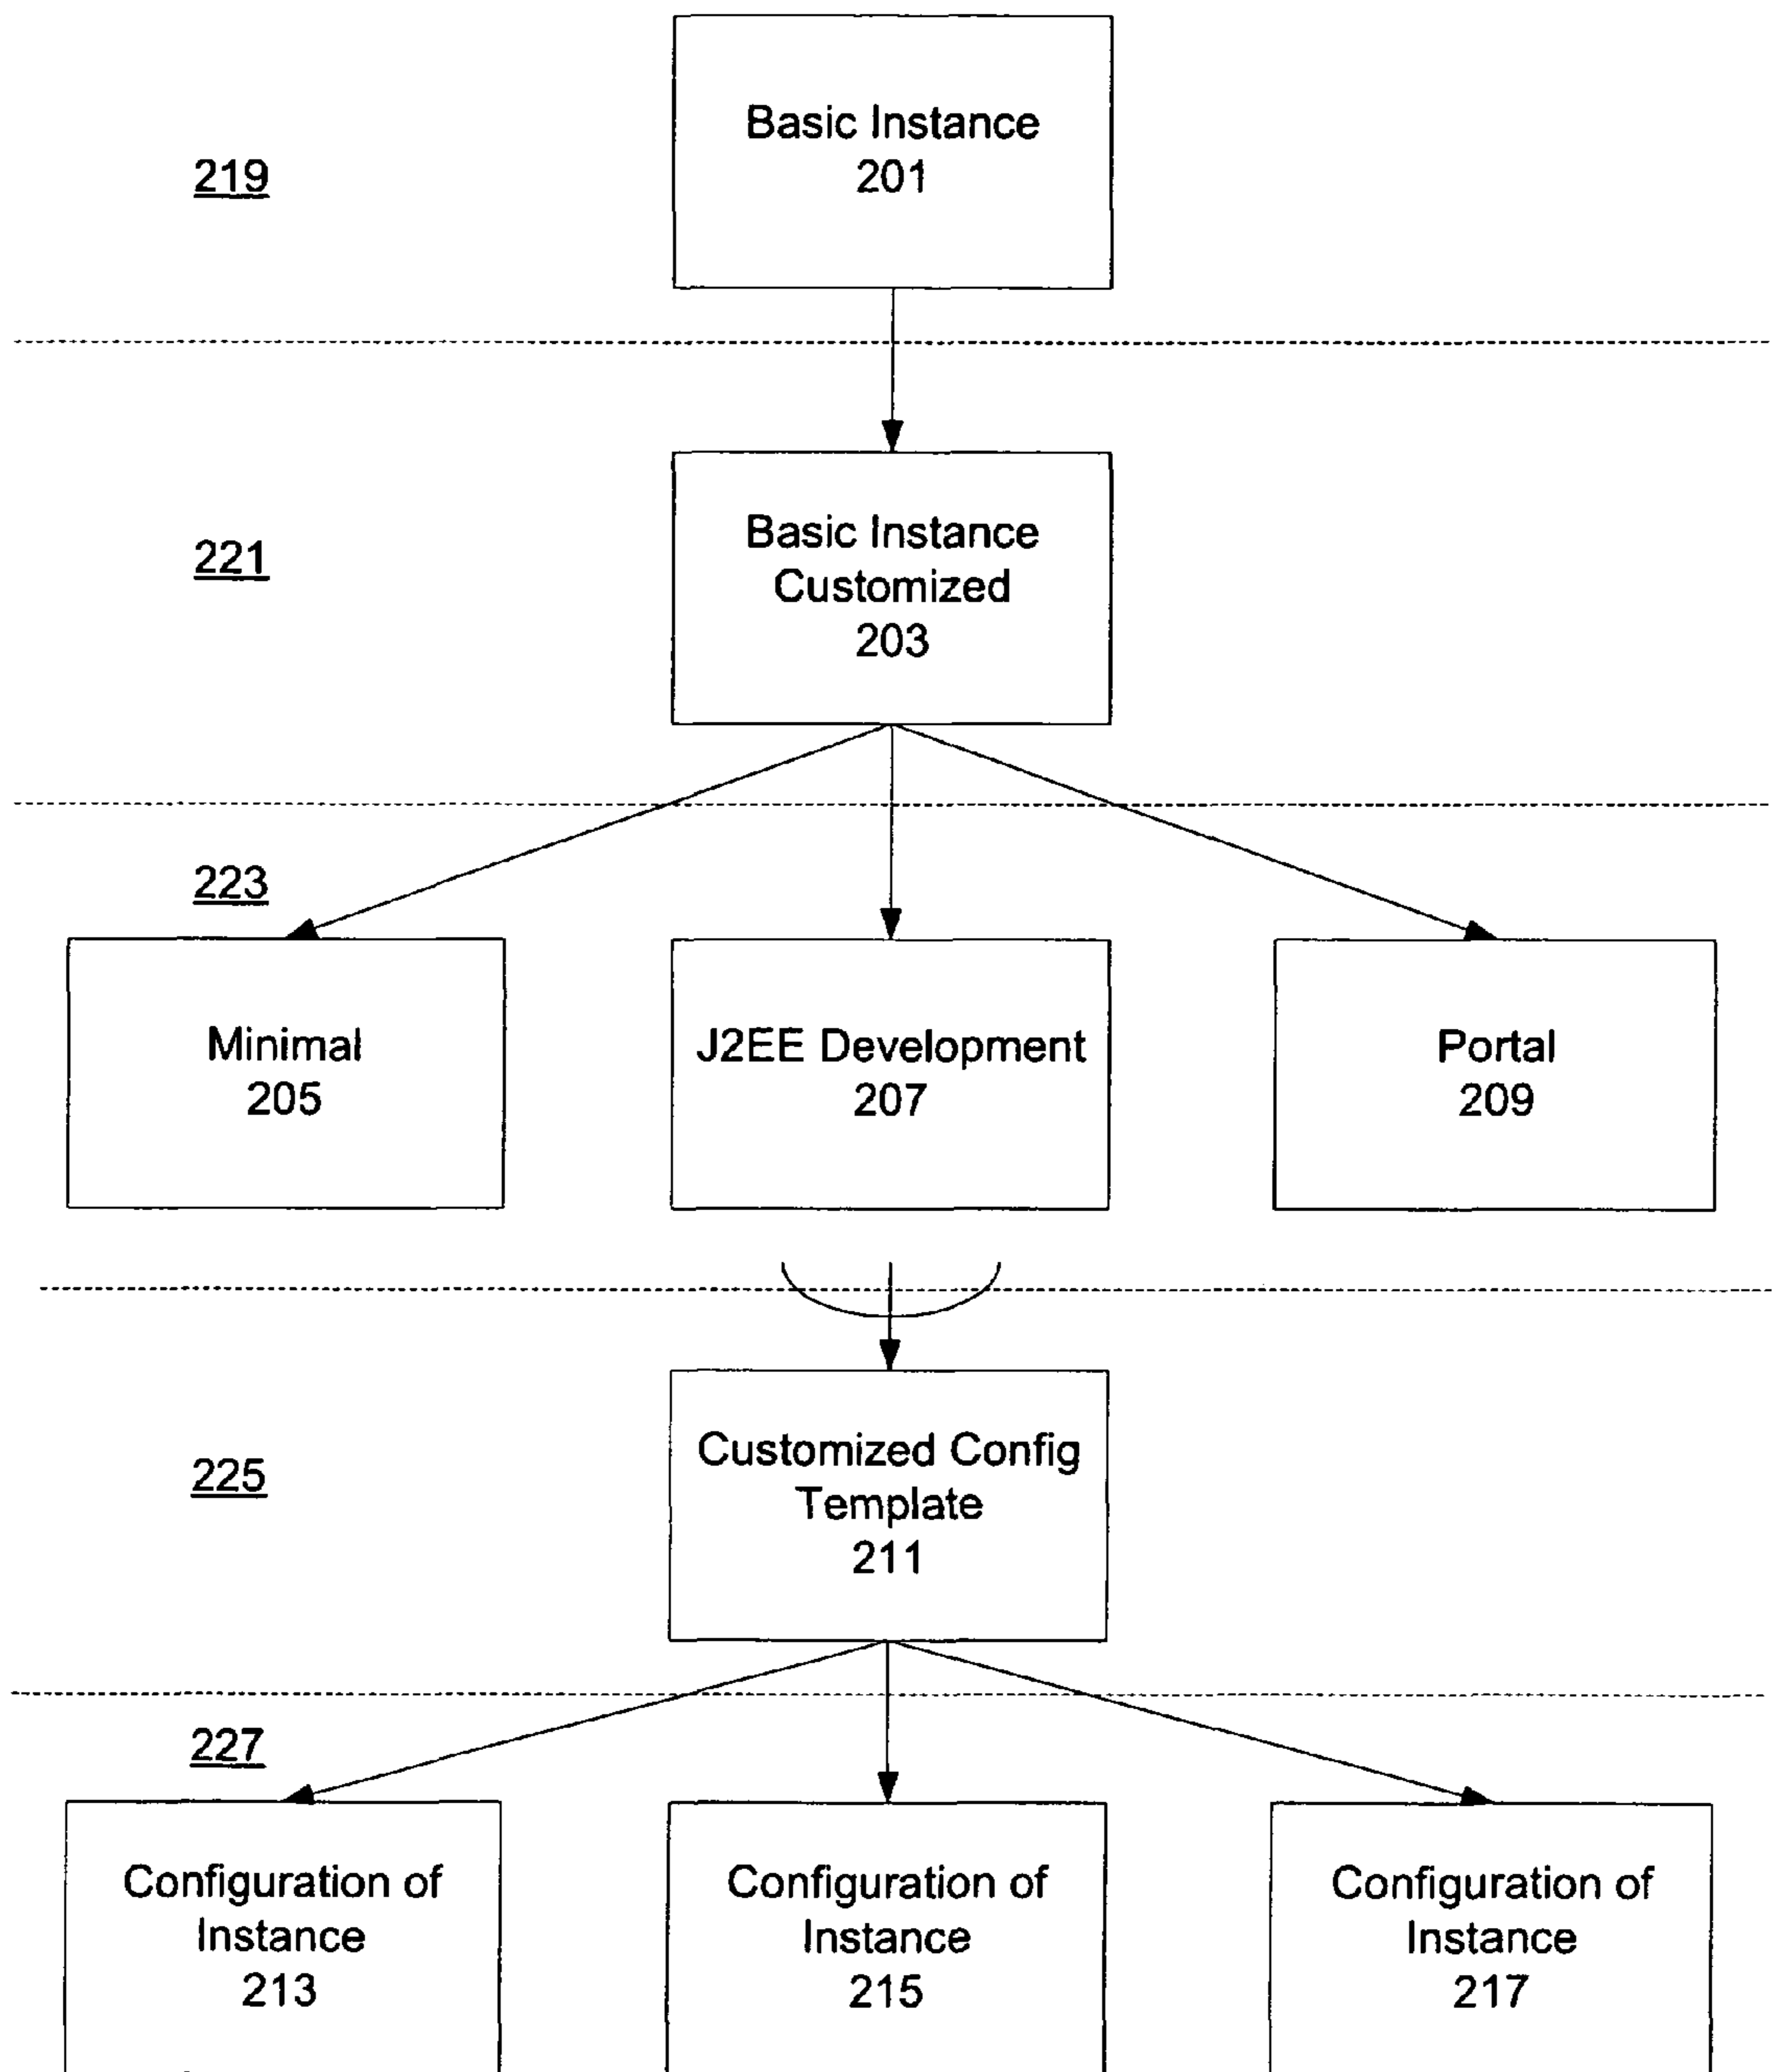 Basic Instance
201
219
Basic Instance
Customized
203
221
223
Minimal
205
J2EE Development
207
Portal
209
Customized Config
Template
211
225
227
Configuration of
Instance
213
Configuration of
Instance
215
Configuration of
Instance
217